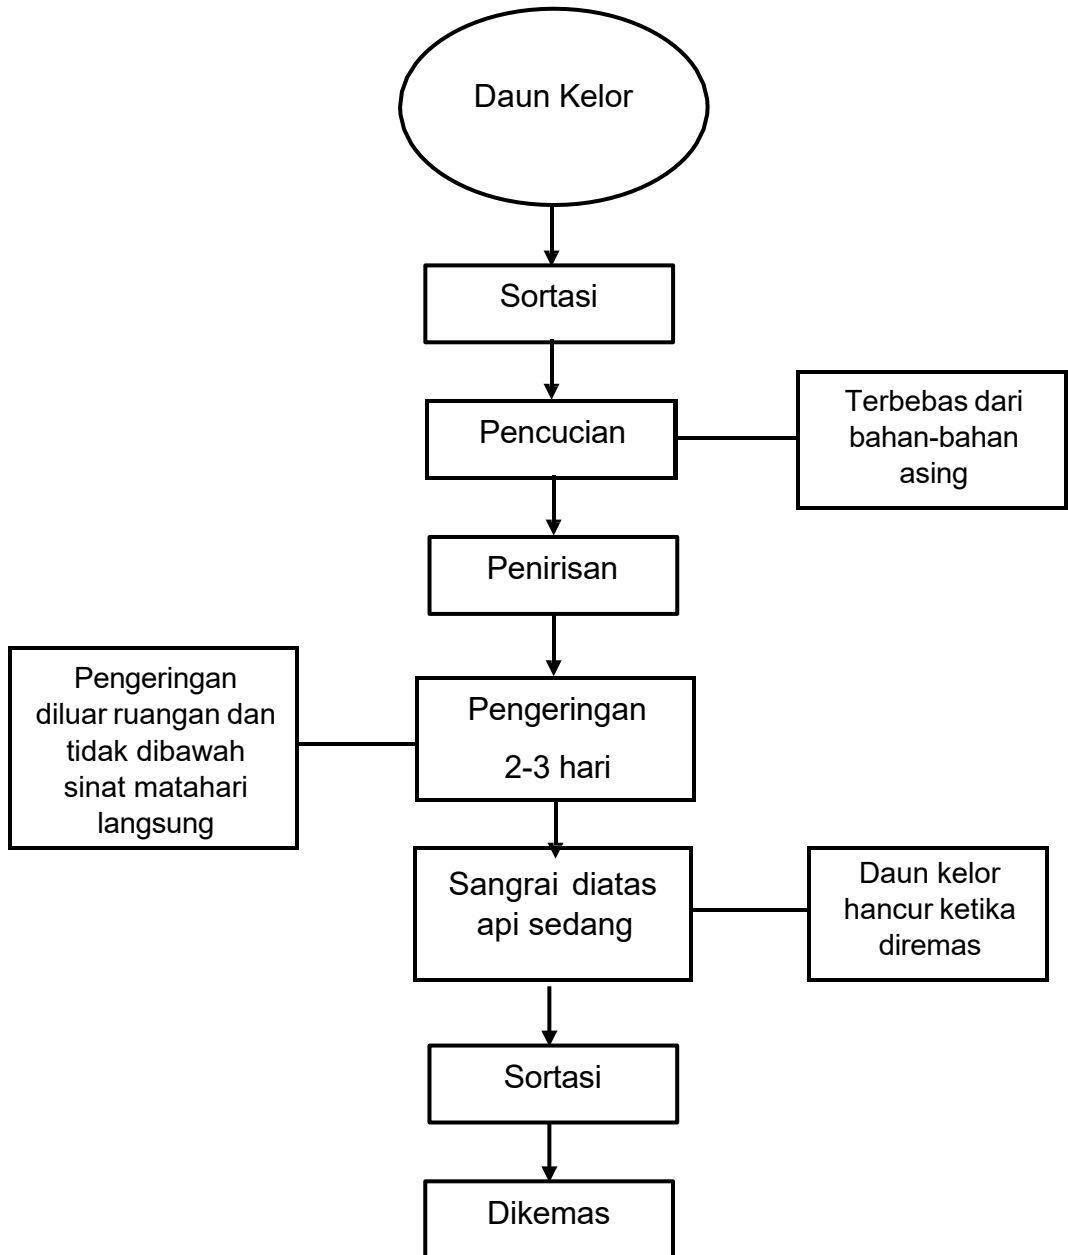 Daun Kelor
Sortasi
Pencucian
Terbebas dari
bahan-bahan
asing
Penirisan
Pengeringan
diluar ruangan dan
tidak dibawah
sinat matahari
langsung
Pengeringan
2-3 hari
Sangrai diatas
api sedang
Daun kelor
hancur ketika
diremas
Sortasi
Dikemas